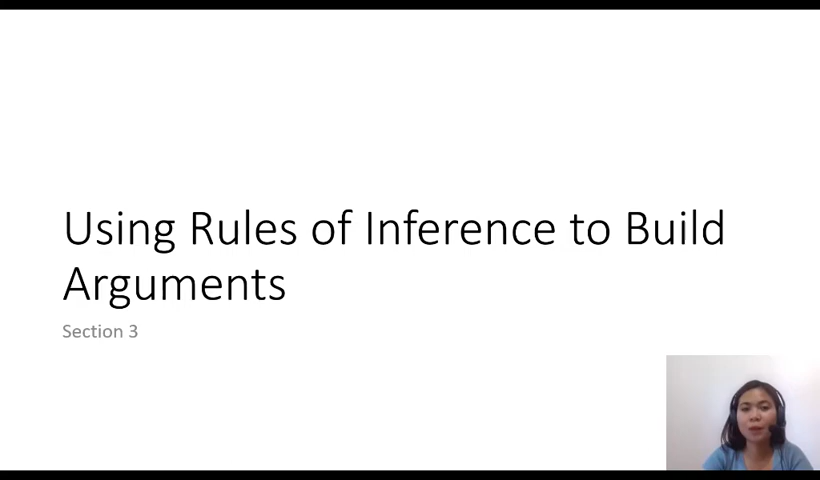 Using Rules of Inference to Build
Arguments
Section 3